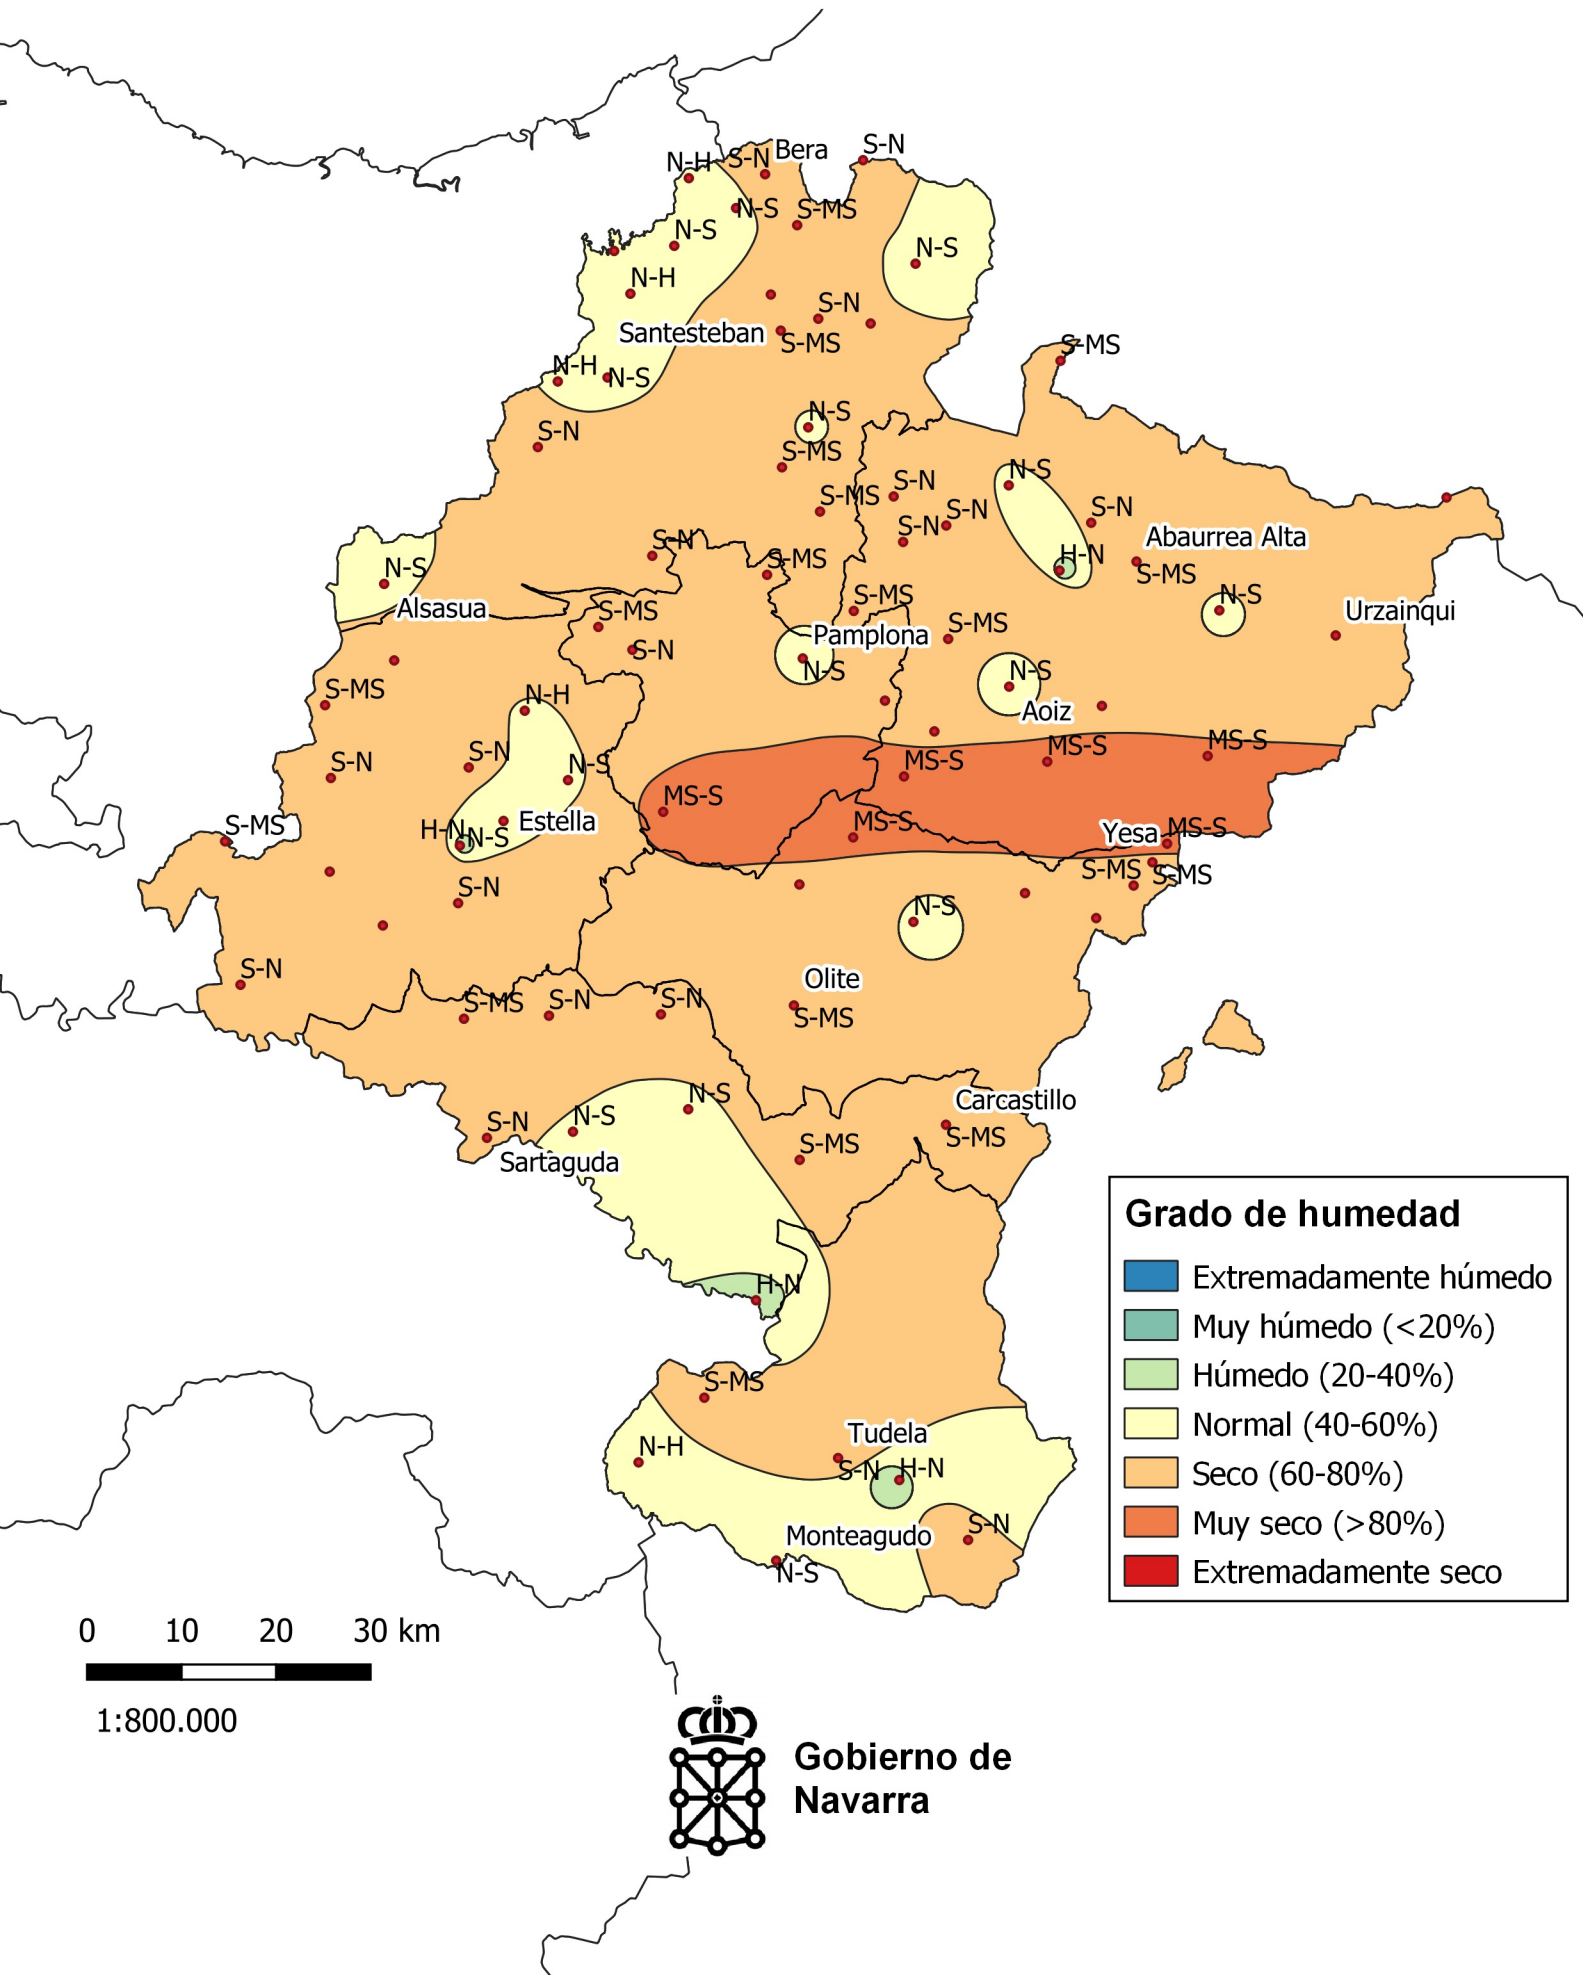 S-N
N-H
S-N
Bera
N-S
S-MS
N-S
N-S
N-H
S-N
Santesteban
S-MS
S-MS
N-H
N-S
N-S
S-N
S-MS
N-S
S-N
S-MS
S-N
S-N
S-N
S-N
Abaurrea Alta
H-N
S-MS
S-MS
N-S
Alsasua
S-MS
S-MS
N-S
Urzainqui
S-MS
Pamplona
S-N
N-S
N-S
S-MS
N-H
Aoiz
S-N
S-N
N-S
MS-S
MS-S
MS-S
MS-S
S-MS
H-N
N-S
Estella
MS-S
Yesa
MS-S
S-MS
S-MS
S-N
N-S
S-N
Olite
S-MS
S-N
S-N
S-MS
N-S
N-S
Carcastillo
S-N
S-MS
S-MS
Sartaguda
H-N
S-MS
Tudela
N-H
S-N
H-N
Monteagudo
S-N
N-S
Grado de humedad
Extremadamente húmedo
Muy húmedo (<20%)
Húmedo (20-40%)
Normal (40-60%)
Seco (60-80%)
Muy seco (>80%)
Extremadamente seco
0 10 20 30 km
1:800.000
Gobierno de
Navarra